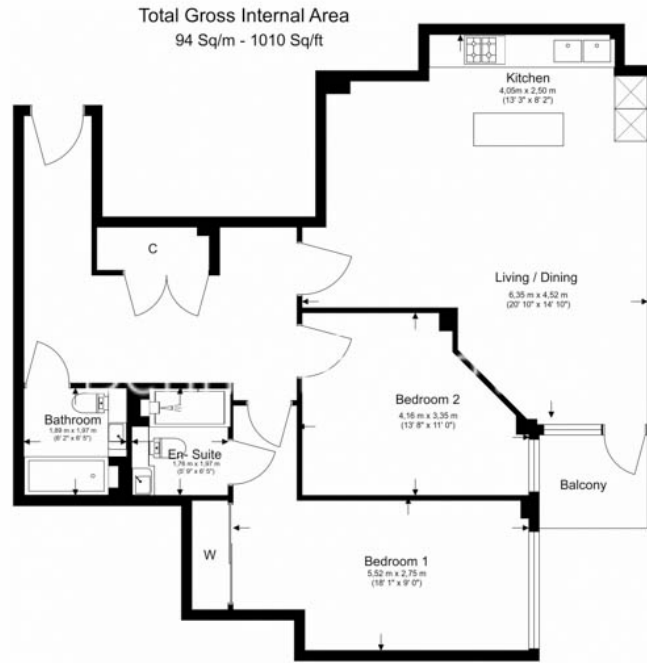 Total Gross Internal Area
94 Sq/m - 1010 Sq/ft
Kitchen
4,05m x 2,50 m
(13' 3" x 8' 2")
C
Living / Dining
6,35 m x 4,52 m
(20' 10" x 14' 10")
Bedroom 2
4,16 m x 3,35 m
(13' 8" x 11' 0")
Bathroom
1,89 m x 1,97 m
(6' 2" x 6' 5")
En- Suite
1,76 m x 1,97 m
(5' 9" x 6' 5")
Balcony
W
Bedroom 1
5,52 m x 2,75 m
(18' 1" x 9' 0")